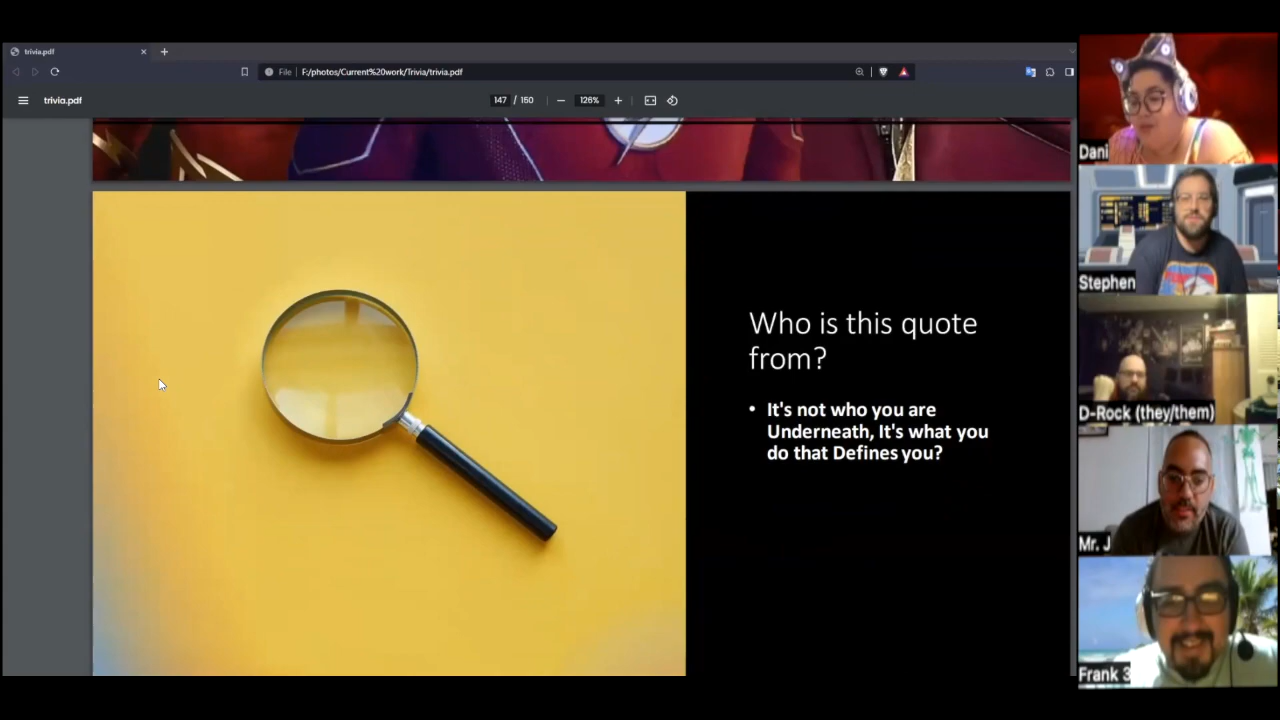 trivia.pdf
File F:/photos/Current%20work/Trivia/trivia.pdf
trivia.pdf
147 / 150
126%
Who is this quote
from?
• It's not who you are
Underneath, It's what you
do that Defines you?
Dani
Stephen
D-Rock (they/them)
Mr. J
Frank 3